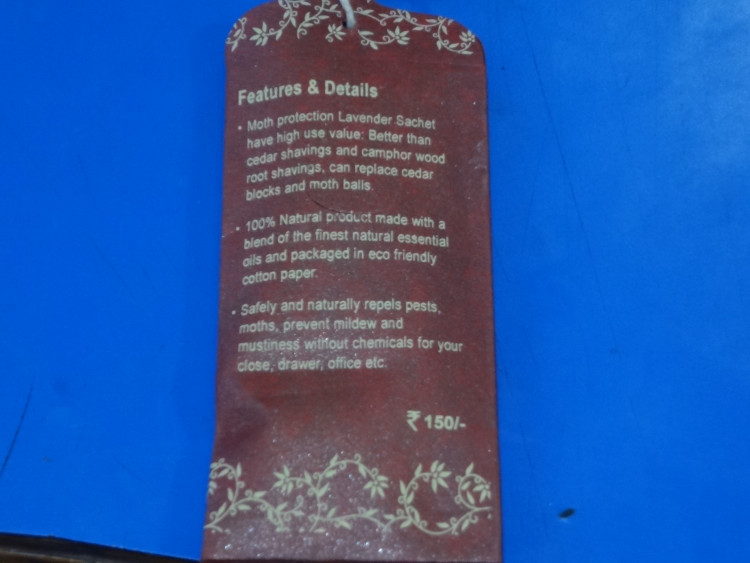 Features & Details
• Moth protection Lavender Sachet
have high use value: Better than
cedar shavings and camphor wood
root shavings, can replace cedar
blocks and moth balls.
• 100% Natural product made with a
blend of the finest natural essential
oils and packaged in eco friendly
cotton paper.
• Safely and naturally repels pests,
moths, prevent mildew and
mustiness without chemicals for your
close, drawer, office etc.
₹ 150/-